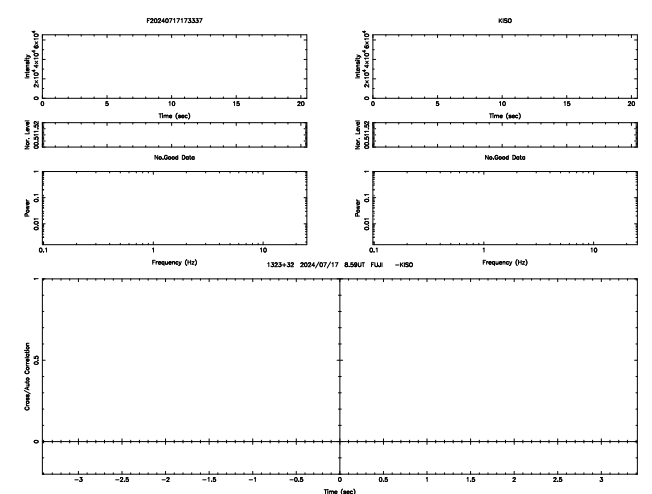 F20240717173337 KISO
Intensity
0 2×10⁴ 4×10⁴ 6×10⁴
0 5 10 15 20
Time (sec)
Intensity
0 2×10⁴ 4×10⁴ 6×10⁴
0 5 10 15 20
Time (sec)
Nor. Level
00.511.52
No.Good Data
Nor. Level
00.511.52
No.Good Data
Power
0.01 0.1 1
0.1 1 10
Frequency (Hz)
Power
0.01 0.1 1
0.1 1 10
Frequency (Hz)
1323+32 2024/07/17 8.59UT FUJI -KISO
Cross/Auto Correlation
0 0.5 1
-3 -2.5 -2 -1.5 -1 -0.5 0 0.5 1 1.5 2 2.5 3
Time (sec)